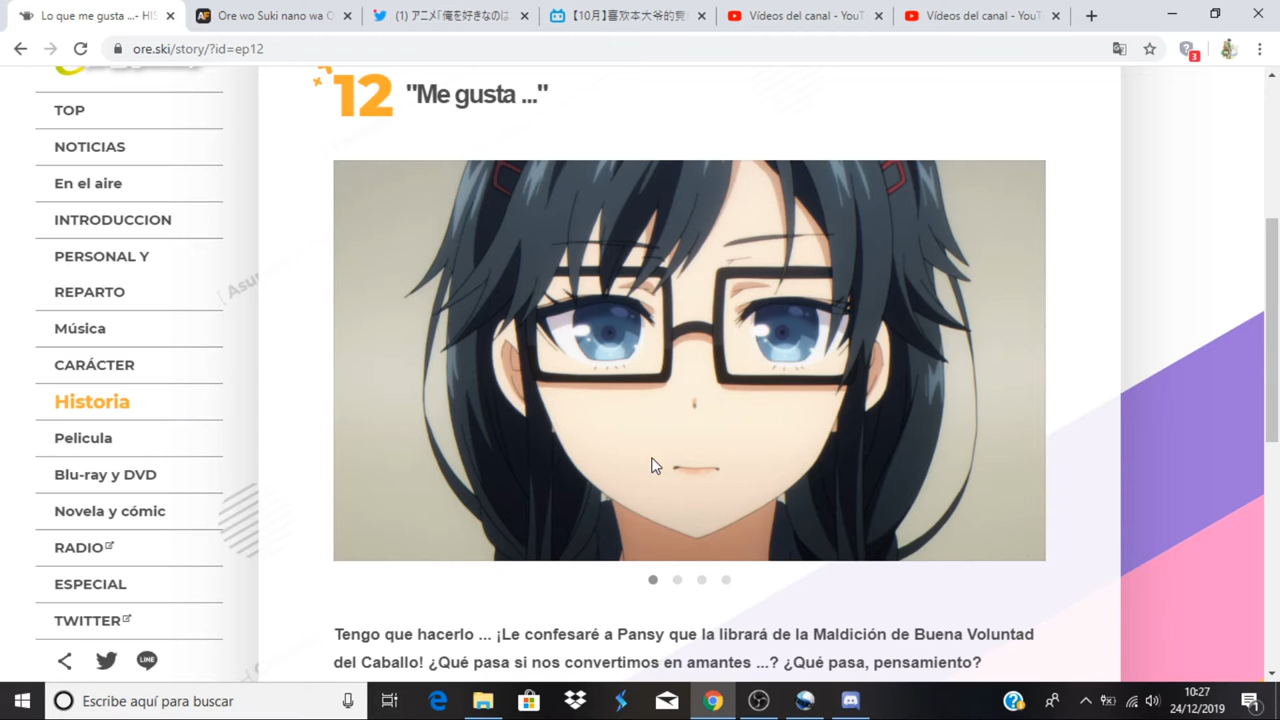 Lo que me gusta ...- HIS
Ore wo Suki nano wa O
(1) アニメ「俺を好きなのは
【10月】喜欢本大爷的竟
Vídeos del canal - YouT
Vídeos del canal - YouT
ore.ski/story/?id=ep12
3
12
"Me gusta ..."
TOP
NOTICIAS
En el aire
INTRODUCCION
PERSONAL Y
REPARTO
Música
CARÁCTER
Historia
Pelicula
Blu-ray y DVD
Novela y cómic
RADIO
ESPECIAL
TWITTER
LINE
Tengo que hacerlo ... ¡Le confesaré a Pansy que la librará de la Maldición de Buena Voluntad
del Caballo! ¿Qué pasa si nos convertimos en amantes ...? ¿Qué pasa, pensamiento?
Escribe aquí para buscar
10:27
24/12/2019
1